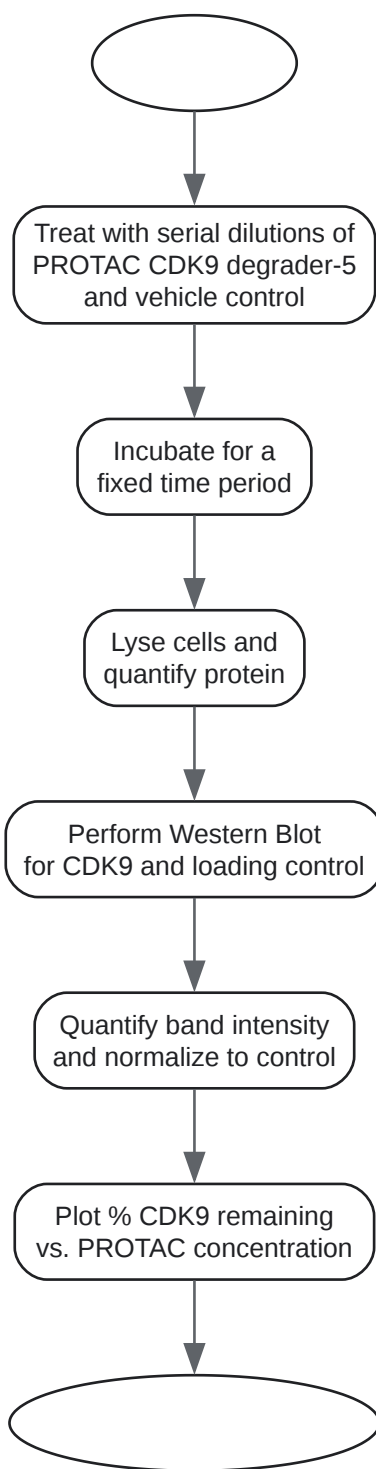 Treat with serial dilutions of
PROTAC CDK9 degrader-5
and vehicle control
Incubate for a
fixed time period
Lyse cells and
quantify protein
Perform Western Blot
for CDK9 and loading control
Quantify band intensity
and normalize to control
Plot % CDK9 remaining
vs. PROTAC concentration